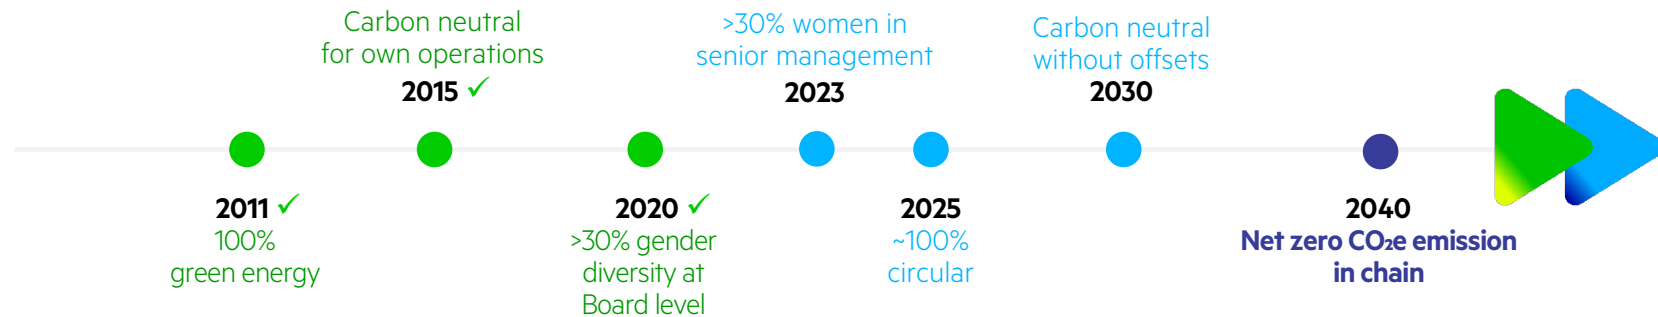 Carbon neutral
for own operations
2015 ✓
>30% women in
senior management
2023
Carbon neutral
without offsets
2030
2011 ✓
100%
green energy
2020 ✓
>30% gender
diversity at
Board level
2025
~100%
circular
2040
Net zero CO₂e emission
in chain